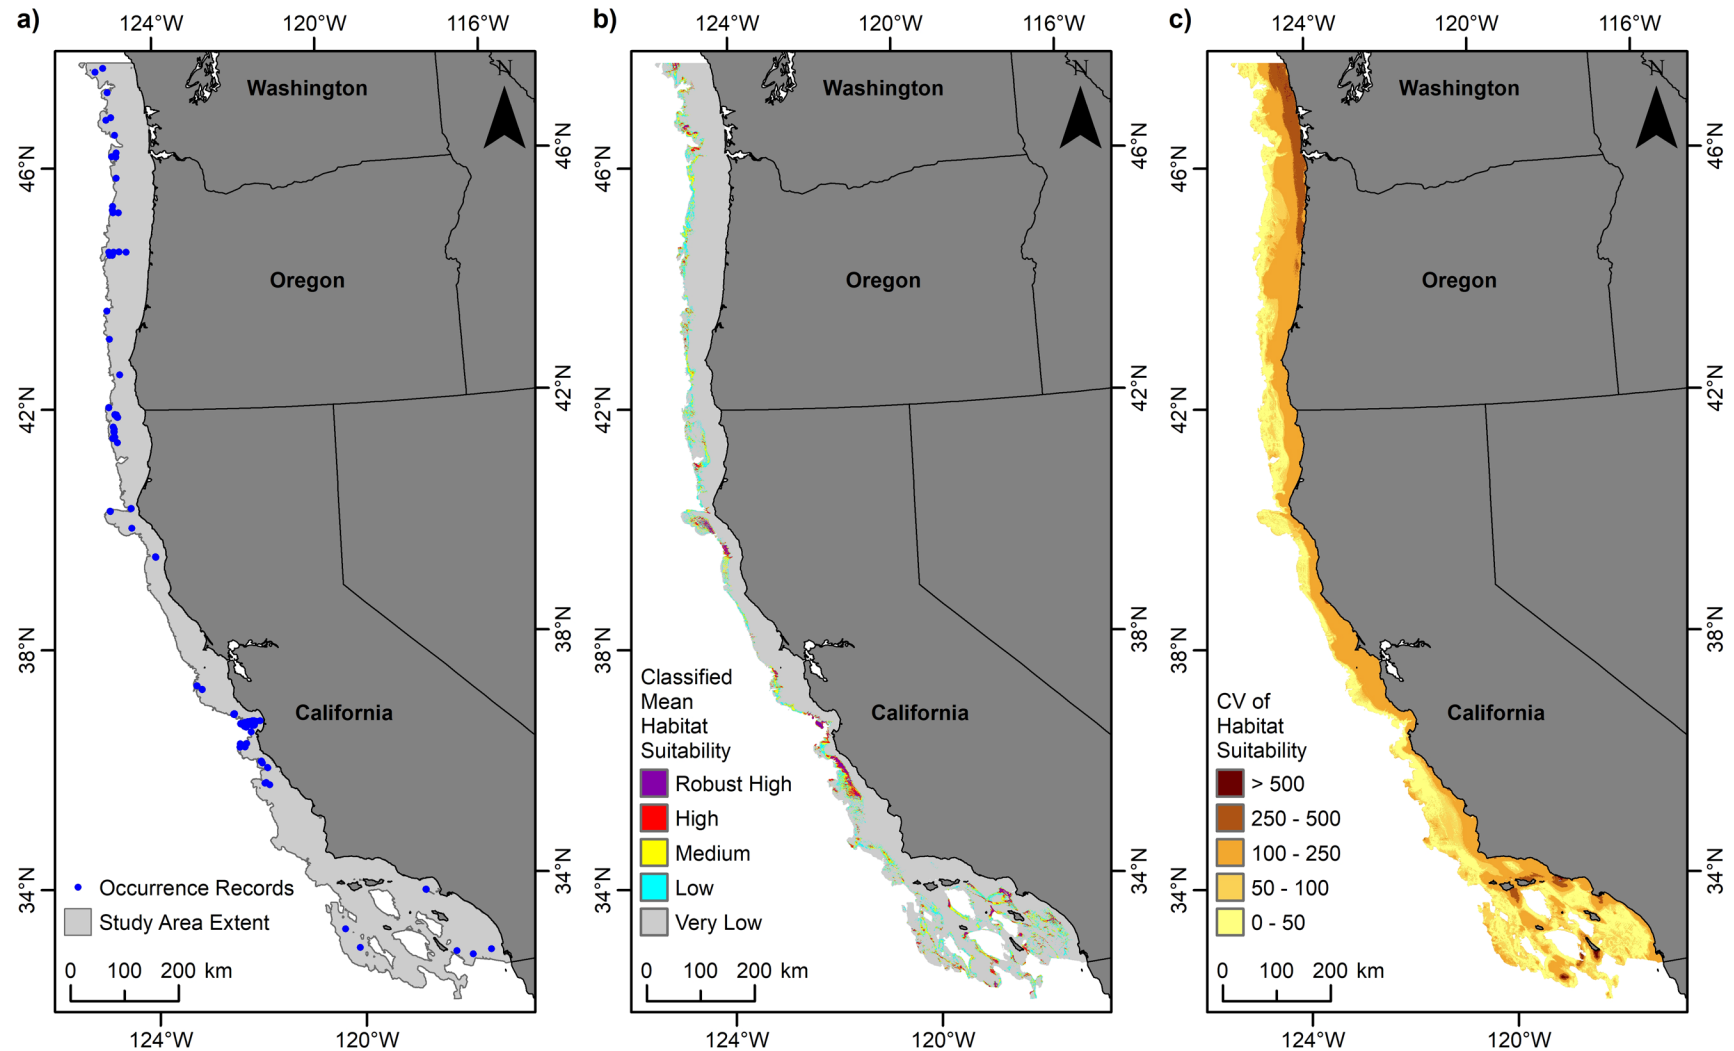 a)
124°W
120°W
116°W
N
Washington
46°N
46°N
Oregon
42°N
42°N
38°N
38°N
California
34°N
34°N
Occurrence Records
Study Area Extent
0 100 200 km
124°W
120°W
b)
124°W
120°W
116°W
N
Washington
46°N
46°N
Oregon
42°N
42°N
38°N
38°N
California
Classified
Mean
Habitat
Suitability
Robust High
High
Medium
Low
Very Low
34°N
34°N
0 100 200 km
124°W
120°W
c)
124°W
120°W
116°W
N
Washington
46°N
46°N
Oregon
42°N
42°N
38°N
38°N
California
CV of
Habitat
Suitability
> 500
250 - 500
100 - 250
50 - 100
0 - 50
34°N
34°N
0 100 200 km
124°W
120°W